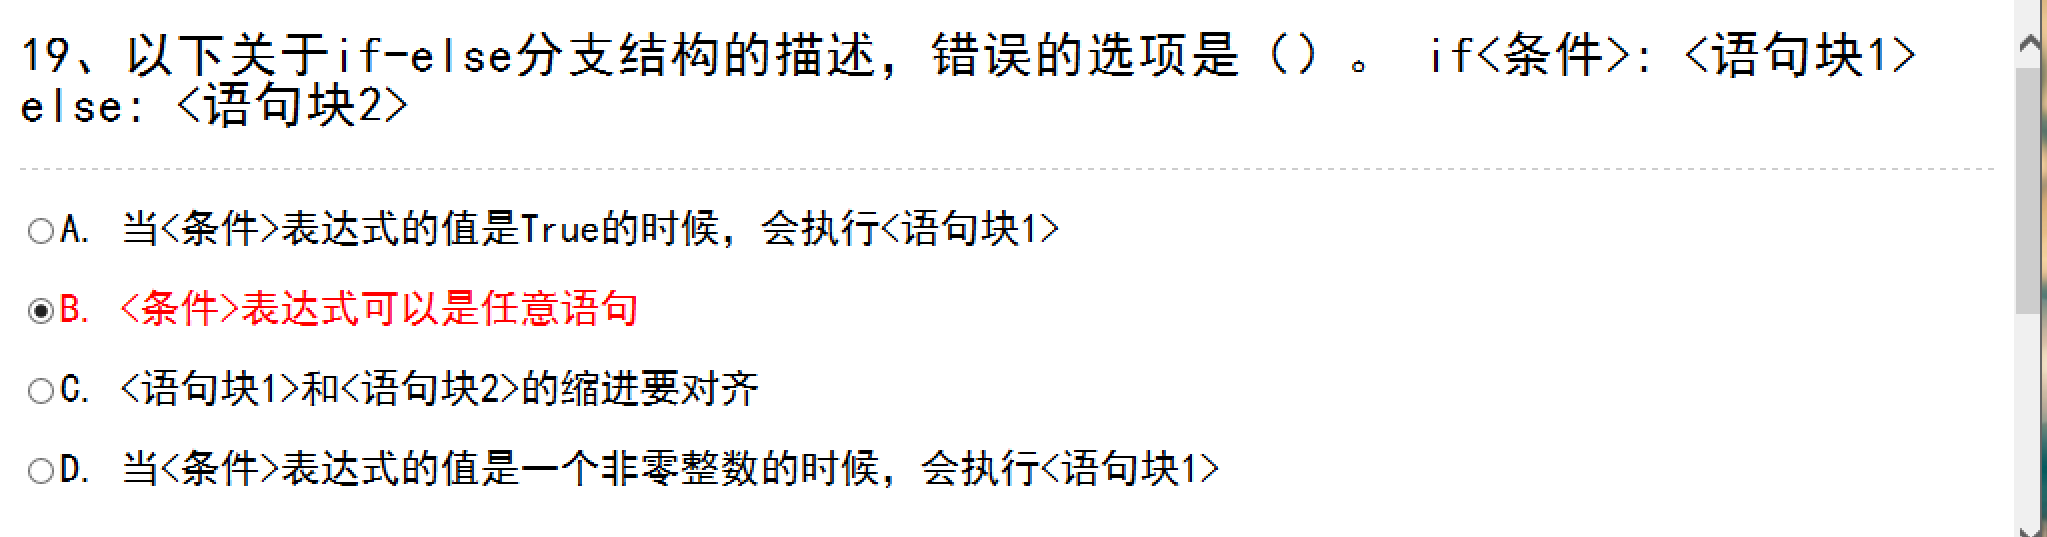 19、以下关于if-else分支结构的描述，错误的选项是（）。 if<条件>: <语句块1>
else: <语句块2>
A. 当<条件>表达式的值是True的时候，会执行<语句块1>
B. <条件>表达式可以是任意语句
C. <语句块1>和<语句块2>的缩进要对齐
D. 当<条件>表达式的值是一个非零整数的时候，会执行<语句块1>